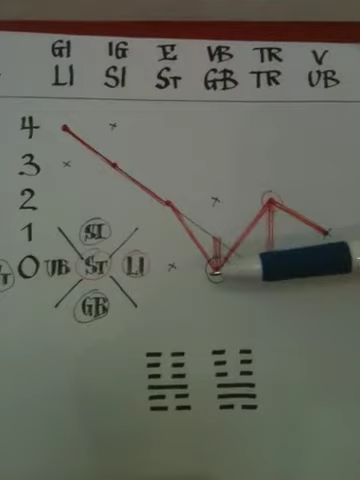 GI IG E VB TR V
LI SI ST GB TR UB
4
3
2
1 SI
0 UB ST LI
GB